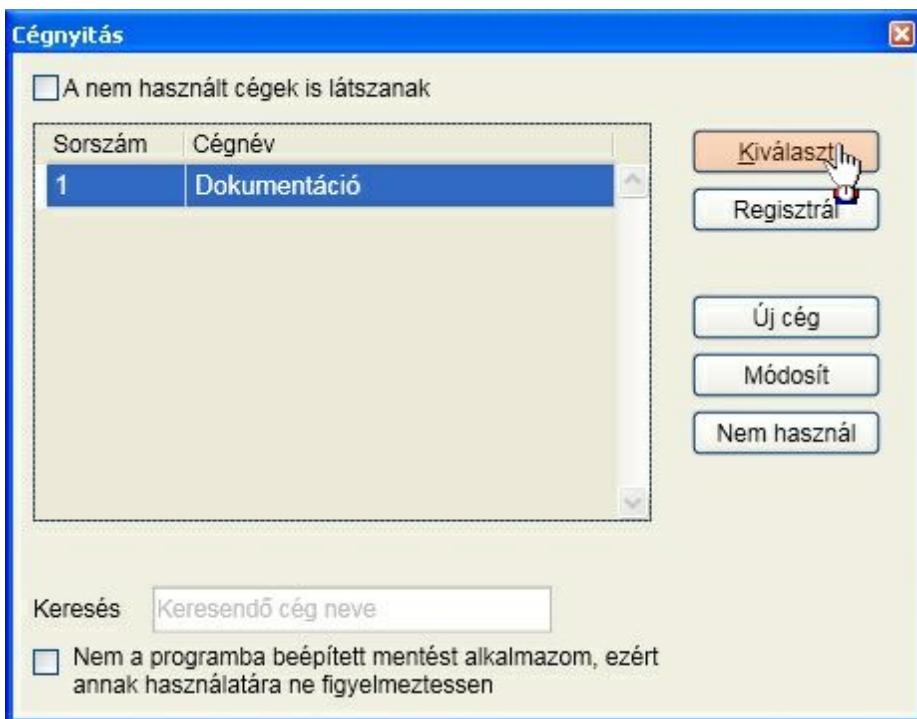 Cégnyitás
A nem használt cégek is látszanak
Sorszám Cégnév
1 Dokumentáció
Kiválaszt
Regisztrál
Új cég
Módosít
Nem használ
Keresés Keresendő cég neve
Nem a programba beépített mentést alkalmazom, ezért
annak használatára ne figyelmeztessen